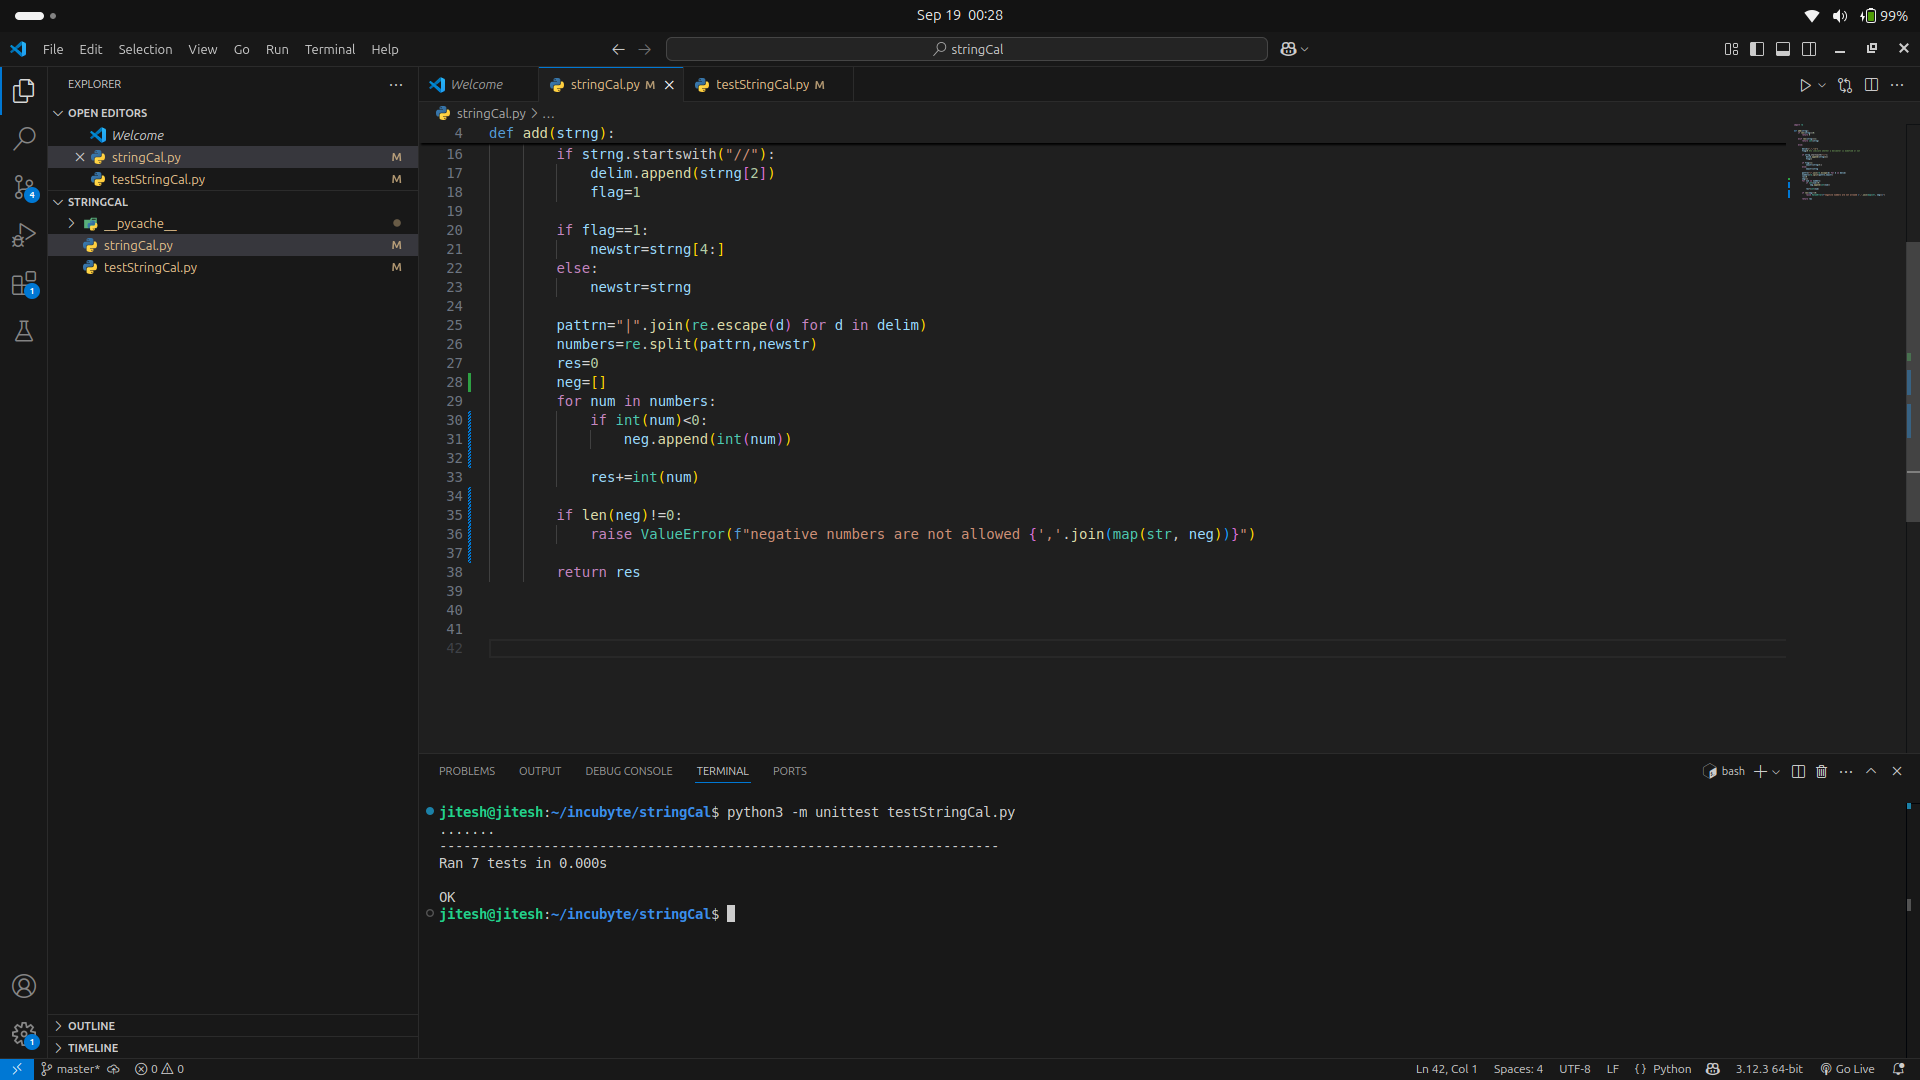 Sep 19 00:28
99%
File Edit Selection View Go Run Terminal Help
stringCal
EXPLORER
OPEN EDITORS
Welcome
stringCal.py M
testStringCal.py M
STRINGCAL
__pycache__
stringCal.py M
testStringCal.py M
OUTLINE
TIMELINE
Welcome stringCal.py M testStringCal.py M
stringCal.py > ...
4 def add(strng):
16 if strng.startswith("//"):
17 delim.append(strng[2])
18 flag=1
19
20 if flag==1:
21 newstr=strng[4:]
22 else:
23 newstr=strng
24
25 pattrn="|".join(re.escape(d) for d in delim)
26 numbers=re.split(pattrn,newstr)
27 res=0
28 neg=[]
29 for num in numbers:
30 if int(num)<0:
31 neg.append(int(num))
32
33 res+=int(num)
34
35 if len(neg)!=0:
36 raise ValueError(f"negative numbers are not allowed {','.join(map(str, neg))}")
37
38 return res
39
40
41
42
PROBLEMS OUTPUT DEBUG CONSOLE TERMINAL PORTS
bash
jitesh@jitesh:~/incubyte/stringCal$ python3 -m unittest testStringCal.py
.......
----------------------------------------------------------------------
Ran 7 tests in 0.000s
OK
jitesh@jitesh:~/incubyte/stringCal$
4
1
1
master* 0 0
Ln 42, Col 1 Spaces: 4 UTF-8 LF {} Python 3.12.3 64-bit Go Live